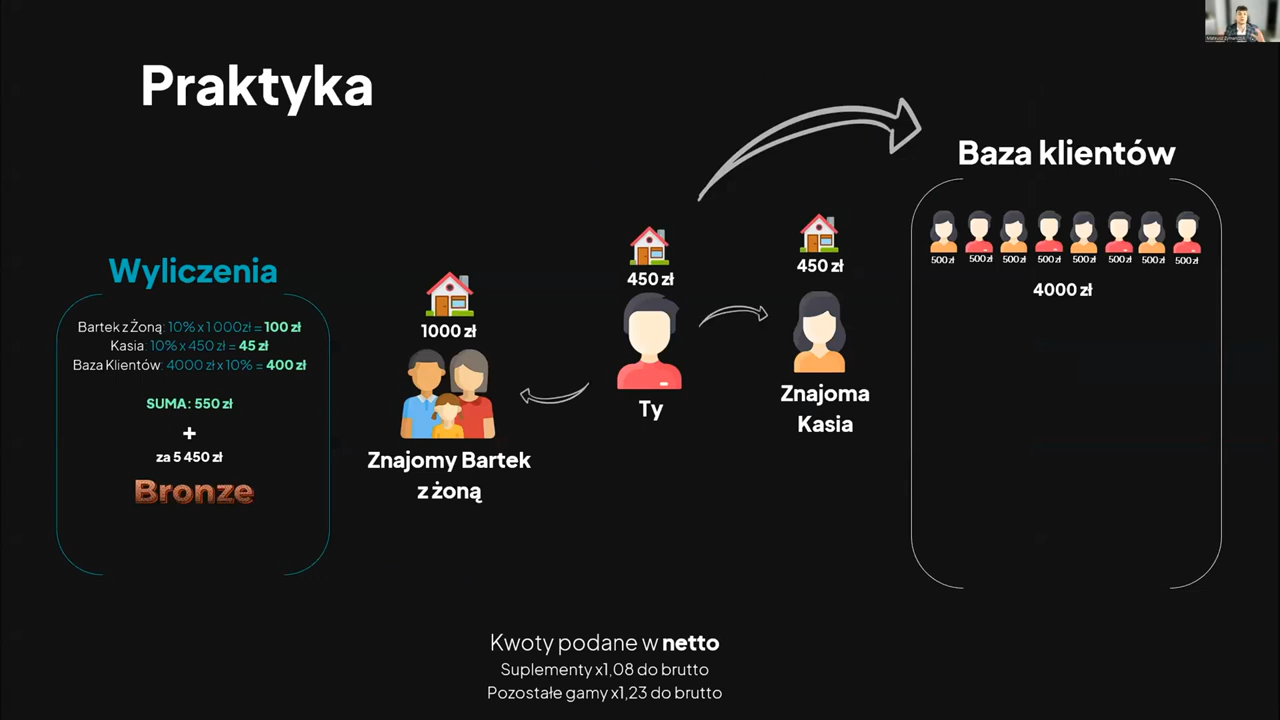 Praktyka
Baza klientów
500 zł 500 zł 500 zł 500 zł 500 zł 500 zł 500 zł 500 zł
4000 zł
Wyliczenia
Bartek z Żoną: 10% x 1 000zł = 100 zł
Kasia: 10% x 450 zł = 45 zł
Baza Klientów: 4000 zł x 10% = 400 zł
SUMA: 550 zł
+
za 5 450 zł
Bronze
1000 zł
Znajomy Bartek
z żoną
450 zł
Ty
450 zł
Znajoma
Kasia
Kwoty podane w netto
Suplementy x1,08 do brutto
Pozostałe gamy x1,23 do brutto